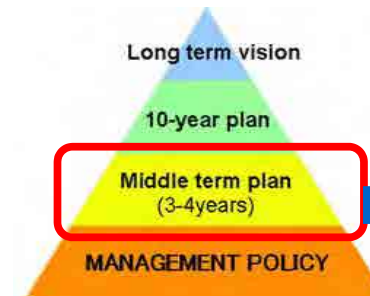 Long term vision
10-year plan
Middle term plan
(3-4years)
MANAGEMENT POLICY